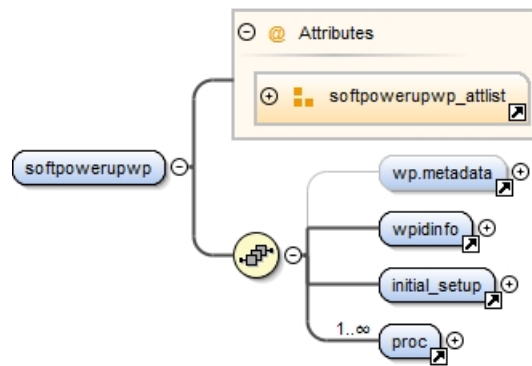 @ Attributes
softpowerupwp_attlist
softpowerupwp
wp.metadata
wpidinfo
initial_setup
1..∞
proc